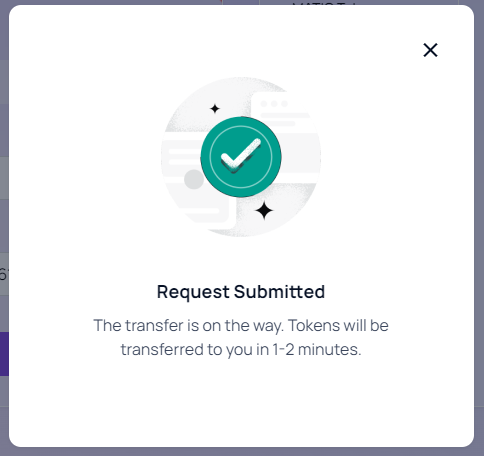 Request Submitted
The transfer is on the way. Tokens will be
transferred to you in 1-2 minutes.